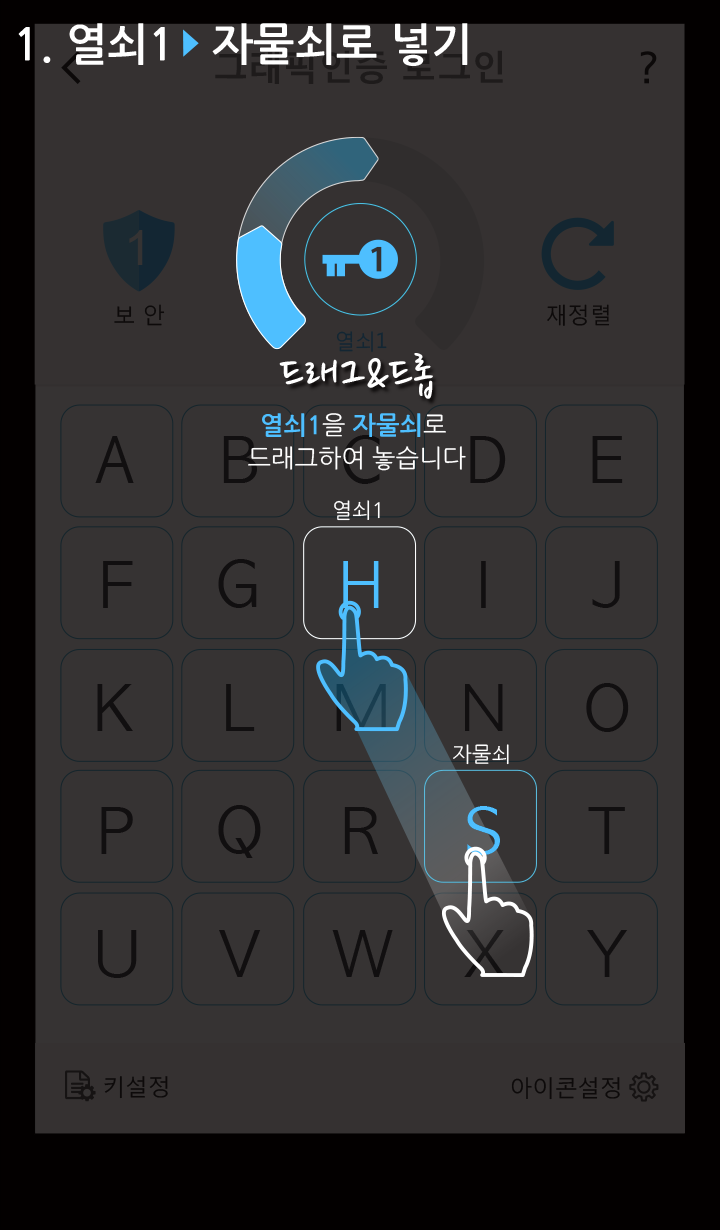 1. 열쇠1 ▶ 자물쇠로 넣기
그래픽인증 로그인
?
1
보 안
1
열쇠1
재정렬
드래그&드롭
열쇠1을 자물쇠로
드래그하여 놓습니다
A B C D E
열쇠1
F G H I J
K L M N O
자물쇠
P Q R S T
U V W X Y
키설정
아이콘설정